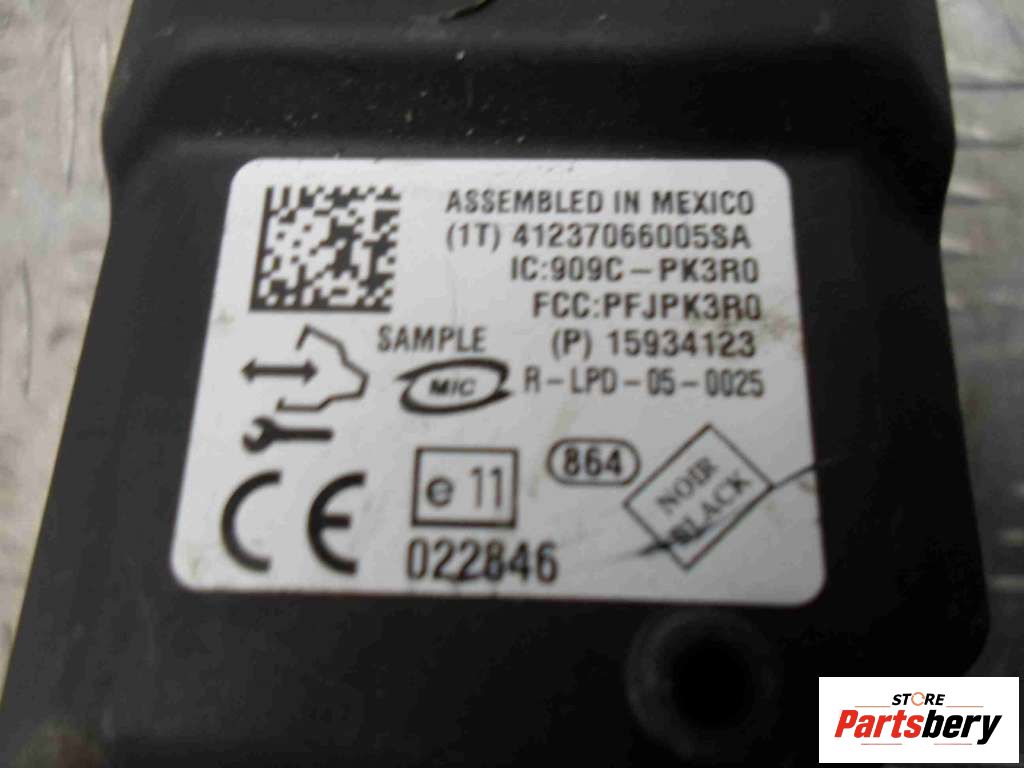 ASSEMBLED IN MEXICO
(1T) 41237066005SA
IC:909C-PK3R0
FCC:PFJPK3R0
SAMPLE (P) 15934123
MIC R-LPD-05-0025
CE e 11 864 NOIR
BLACK
022846
STORE
Partsbery